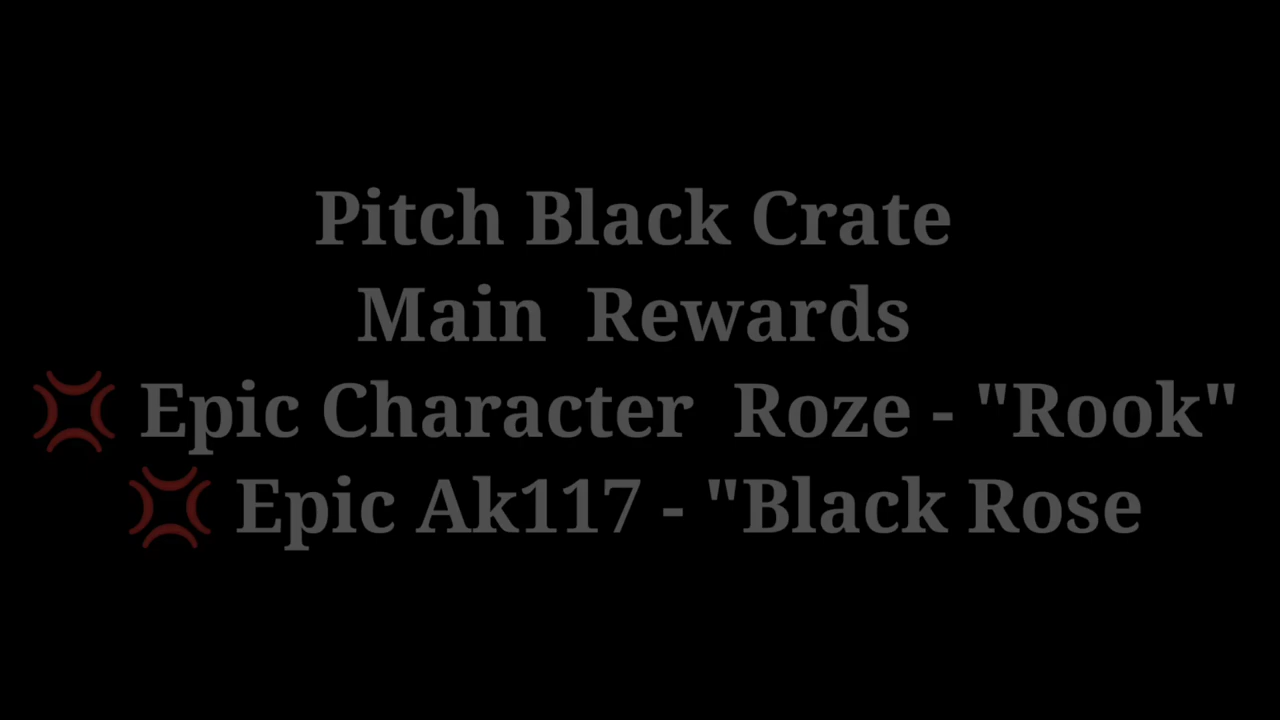 Pitch Black Crate
Main  Rewards
💢 Epic Character  Roze - "Rook"
💢 Epic Ak117 - "Black Rose